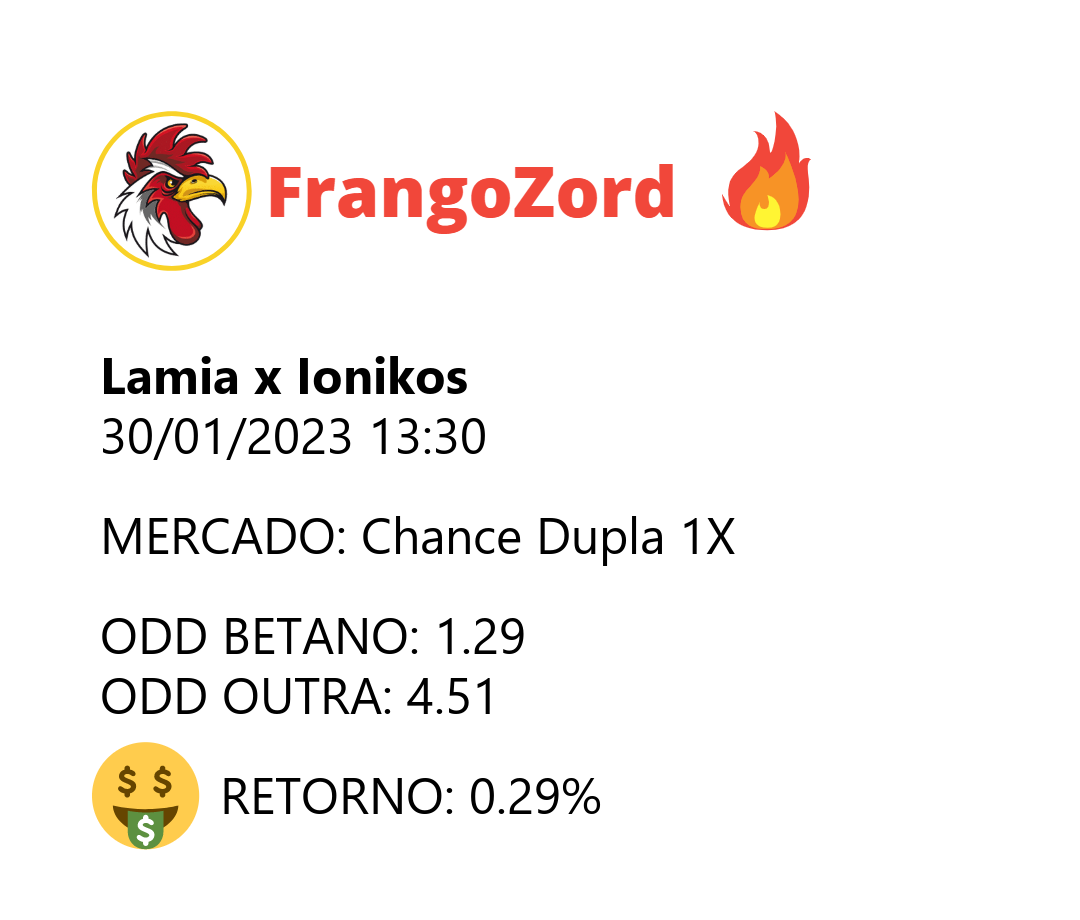 FrangoZord
Lamia x Ionikos
30/01/2023 13:30
MERCADO: Chance Dupla 1X
ODD BETANO: 1.29
ODD OUTRA: 4.51
RETORNO: 0.29%